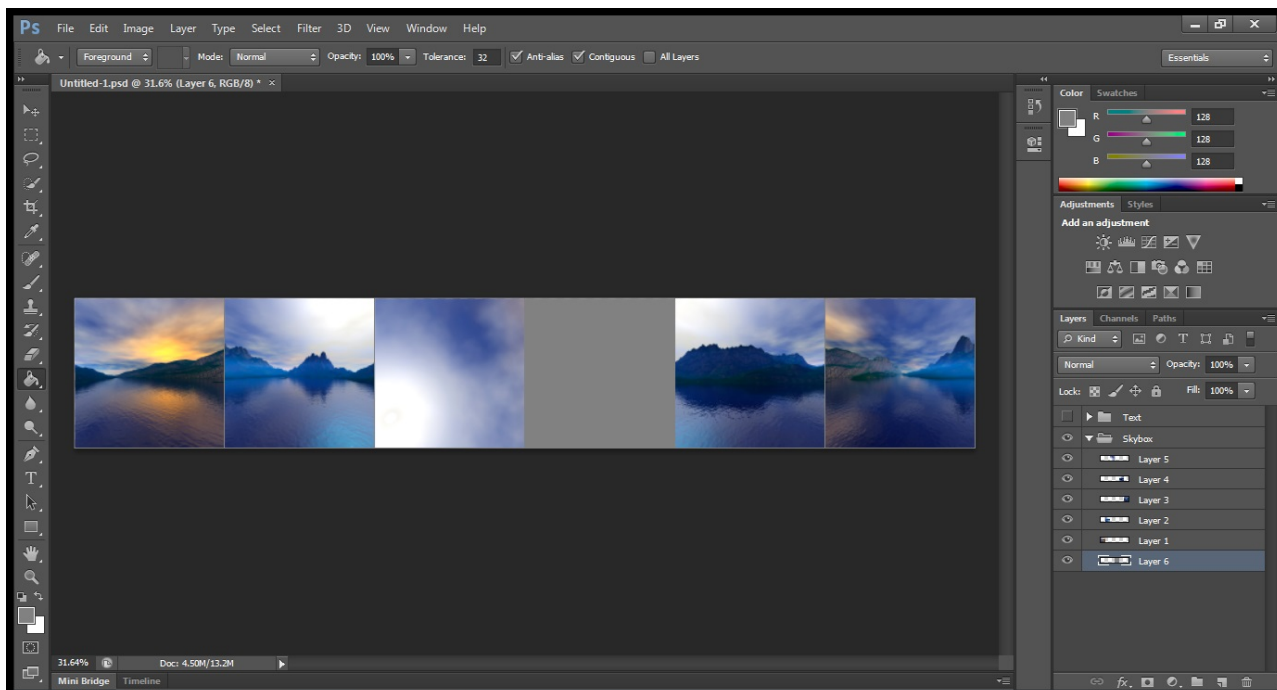 Ps File Edit Image Layer Type Select Filter 3D View Window Help
Foreground Mode: Normal Opacity: 100% Tolerance: 32 Anti-alias Contiguous All Layers Essentials
Untitled-1.psd @ 31.6% (Layer 6, RGB/8) * ×
Color Swatches
R 128
G 128
B 128
Adjustments Styles
Add an adjustment
Layers Channels Paths
Kind
Normal Opacity: 100%
Lock: Fill: 100%
Text
Skybox
Layer 5
Layer 4
Layer 3
Layer 2
Layer 1
Layer 6
31.64% Doc: 4.50M/13.2M
Mini Bridge Timeline
fx.